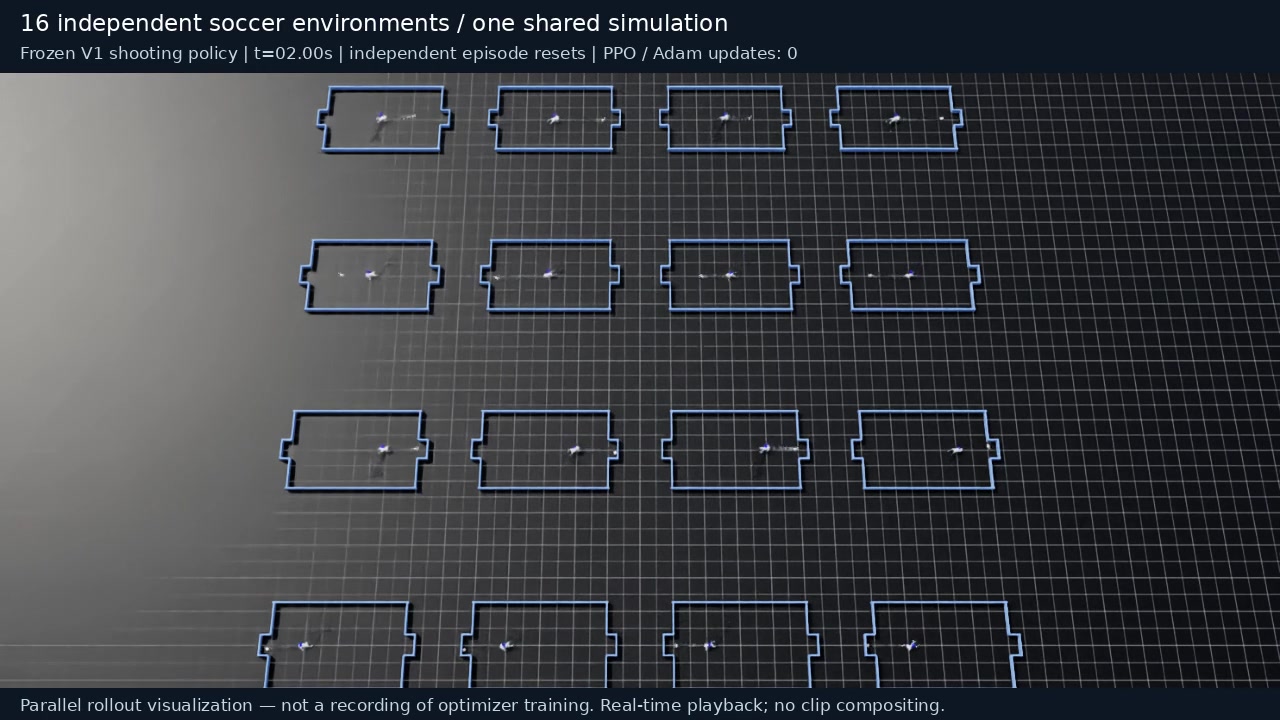 16 independent soccer environments / one shared simulation
Frozen V1 shooting policy | t=02.00s | independent episode resets | PPO / Adam updates: 0
Parallel rollout visualization — not a recording of optimizer training. Real-time playback; no clip compositing.